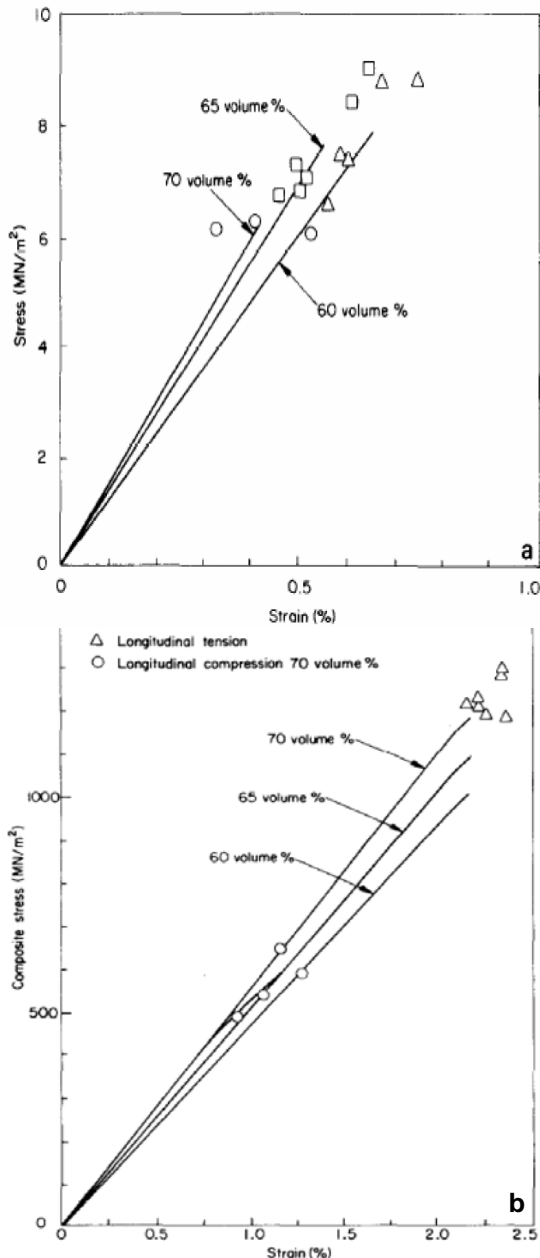 10
8
6
4
2
0
Stress (MN/m²)
65 volume %
70 volume %
60 volume %
0
0.5
1.0
Strain (%)
a
△ Longitudinal tension
○ Longitudinal compression 70 volume %
70 volume %
65 volume %
60 volume %
1000
500
0
Composite stress (MN/m²)
0
0.5
1.0
1.5
2.0
2.5
Strain (%)
b